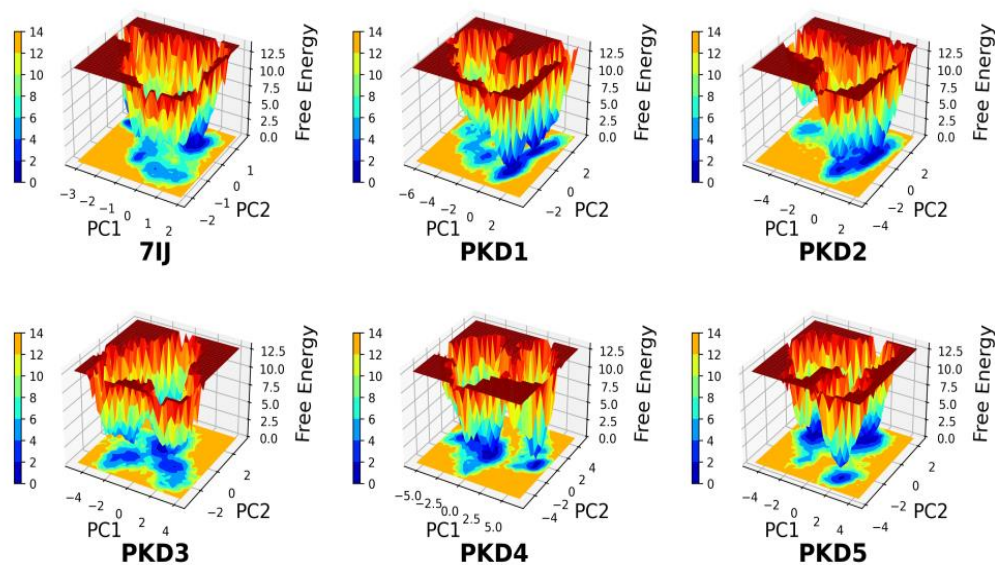 14
12
10
8
6
4
2
0
12.5
10.0
7.5
5.0
2.5
0.0
Free Energy
−3 −2 −1 0 1 2
PC1
−2 −1 0 1
PC2
7IJ
14
12
10
8
6
4
2
0
12.5
10.0
7.5
5.0
2.5
0.0
Free Energy
−6 −4 −2 0 2
PC1
−2 0 2
PC2
PKD1
14
12
10
8
6
4
2
0
12.5
10.0
7.5
5.0
2.5
0.0
Free Energy
−4 −2 0 2
PC1
−4 −2 0 2
PC2
PKD2
14
12
10
8
6
4
2
0
12.5
10.0
7.5
5.0
2.5
0.0
Free Energy
−4 −2 0 2 4
PC1
−2 0 2
PC2
PKD3
14
12
10
8
6
4
2
0
12.5
10.0
7.5
5.0
2.5
0.0
Free Energy
−5.0 −2.5 0.0 2.5 5.0
PC1
−4 −2 0 2 4
PC2
PKD4
14
12
10
8
6
4
2
0
12.5
10.0
7.5
5.0
2.5
0.0
Free Energy
−4 −2 0 2 4
PC1
−4 −2 0 2
PC2
PKD5